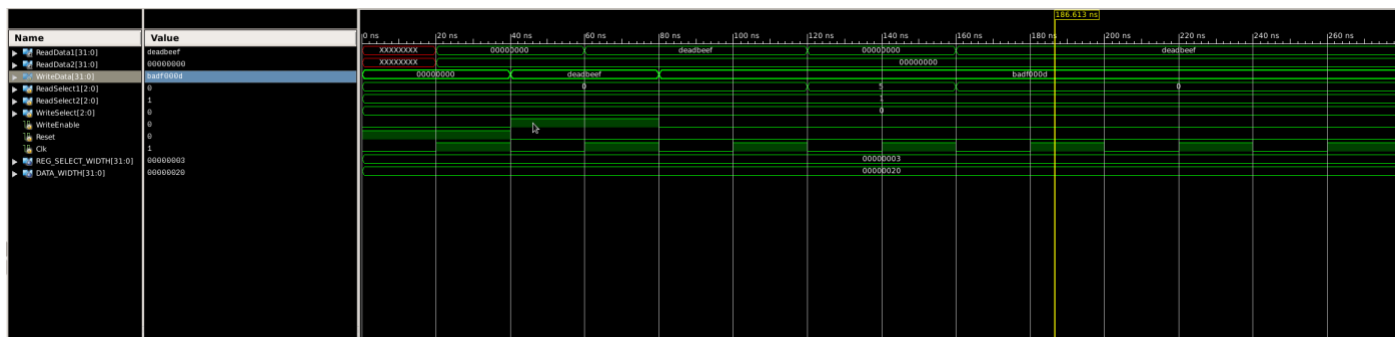 186.613 ns
Name Value
0 ns 20 ns 40 ns 60 ns 80 ns 100 ns 120 ns 140 ns 160 ns 180 ns 200 ns 220 ns 240 ns 260 ns
ReadData1[31:0] deadbeef XXXXXXXX 00000000 deadbeef 00000000 deadbeef
ReadData2[31:0] 00000000 XXXXXXXX 00000000
WriteData[31:0] badf000d 00000000 deadbeef badf000d
ReadSelect1[2:0] 0 0 5 0
ReadSelect2[2:0] 1 1
WriteSelect[2:0] 0 0
WriteEnable 0
Reset 0
Clk 1
REG_SELECT_WIDTH[31:0] 00000003 00000003
DATA_WIDTH[31:0] 00000020 00000020